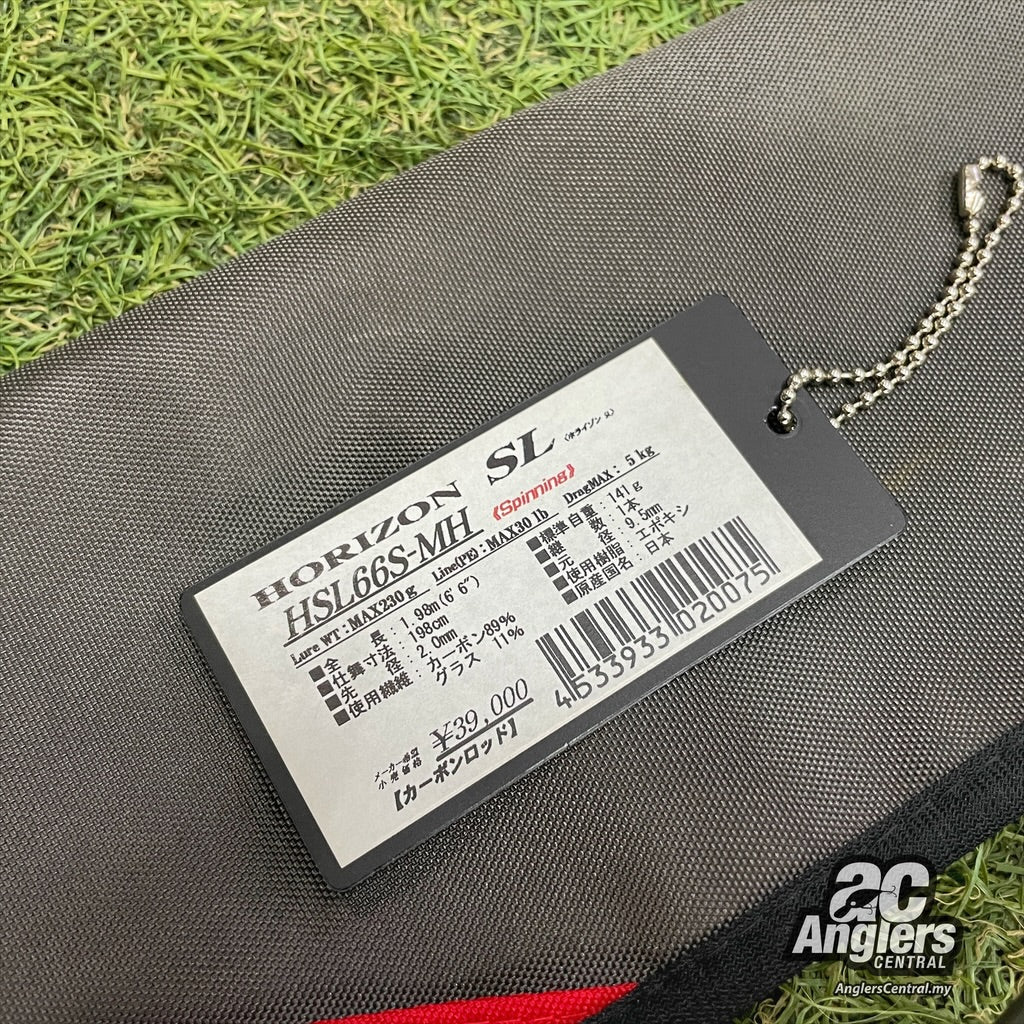 HORIZON SL 〈ホライゾン SL〉
HSL66S-MH 《Spinning》
Lure WT:MAX230g Line(PE):MAX30 lb DragMAX: 5 kg
■全　長: 1.98m(6' 6")
■仕舞寸法: 198cm
■先　径: 2.0mm
■使用繊維: カーボン89%
グラス 11%
■標準自重: 141g
■継　数: 1本
■元　径: 9.5mm
■使用樹脂: エポキシ
■原産国名: 日本
メーカー希望
小売価格 ¥39,000
【カーボンロッド】
4533933020075
ac
Anglers
CENTRAL
AnglersCentral.my